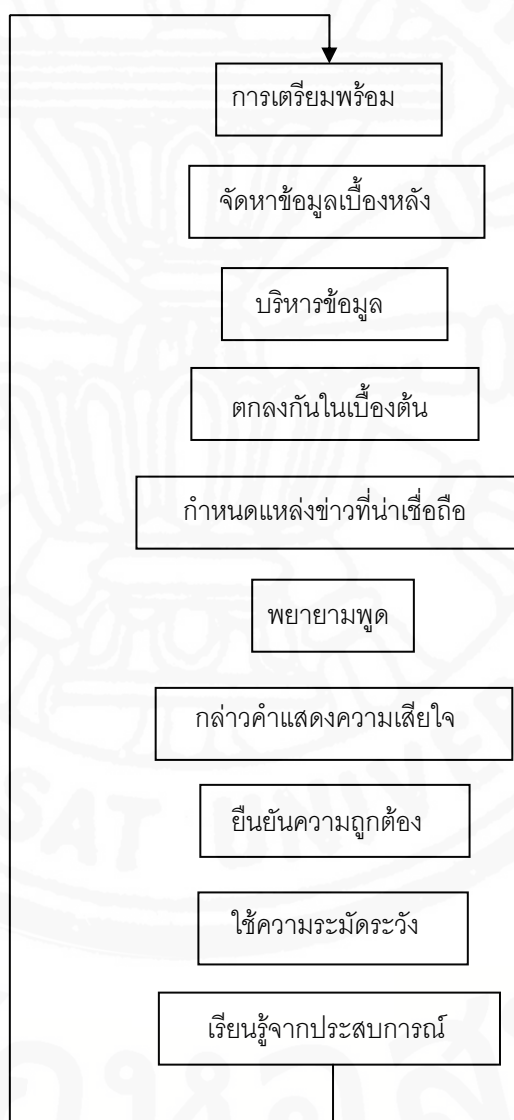 การเตรียมพร้อม
จัดหาข้อมูลเบื้องหลัง
บริหารข้อมูล
ตกลงกันในเบื้องต้น
กำหนดแหล่งข่าวที่น่าเชื่อถือ
พยายามพูด
กล่าวคำแสดงความเสียใจ
ยืนยันความถูกต้อง
ใช้ความระมัดระวัง
เรียนรู้จากประสบการณ์